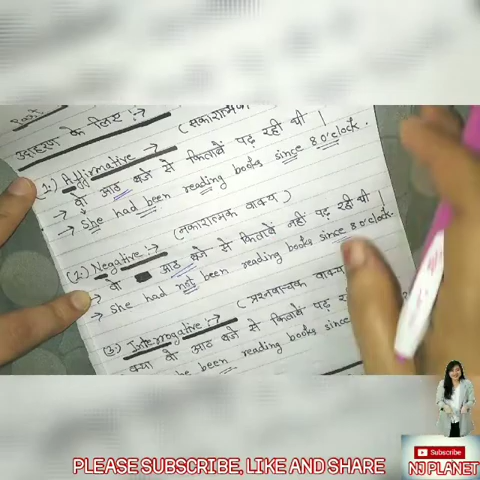 उदाहरण के लिए :→
(1.) Affirmative → (सकारात्मक
→ वो आठ बजे से किताबें पढ़ रही थी ।
→ she had been reading books since 8 o'clock.
(2.) Negative :→ (नकारात्मक वाक्य)
→ वो आठ बजे से किताबें नहीं पढ़ रही थी ।
→ she had not been reading books since 8 o'clock.
(3.) Interrogative :→ (प्रश्नवाचक वाक्य
क्या वो आठ बजे से किताबें पढ़
been reading books since
Subscribe
PLEASE SUBSCRIBE, LIKE AND SHARE
NJ PLANET